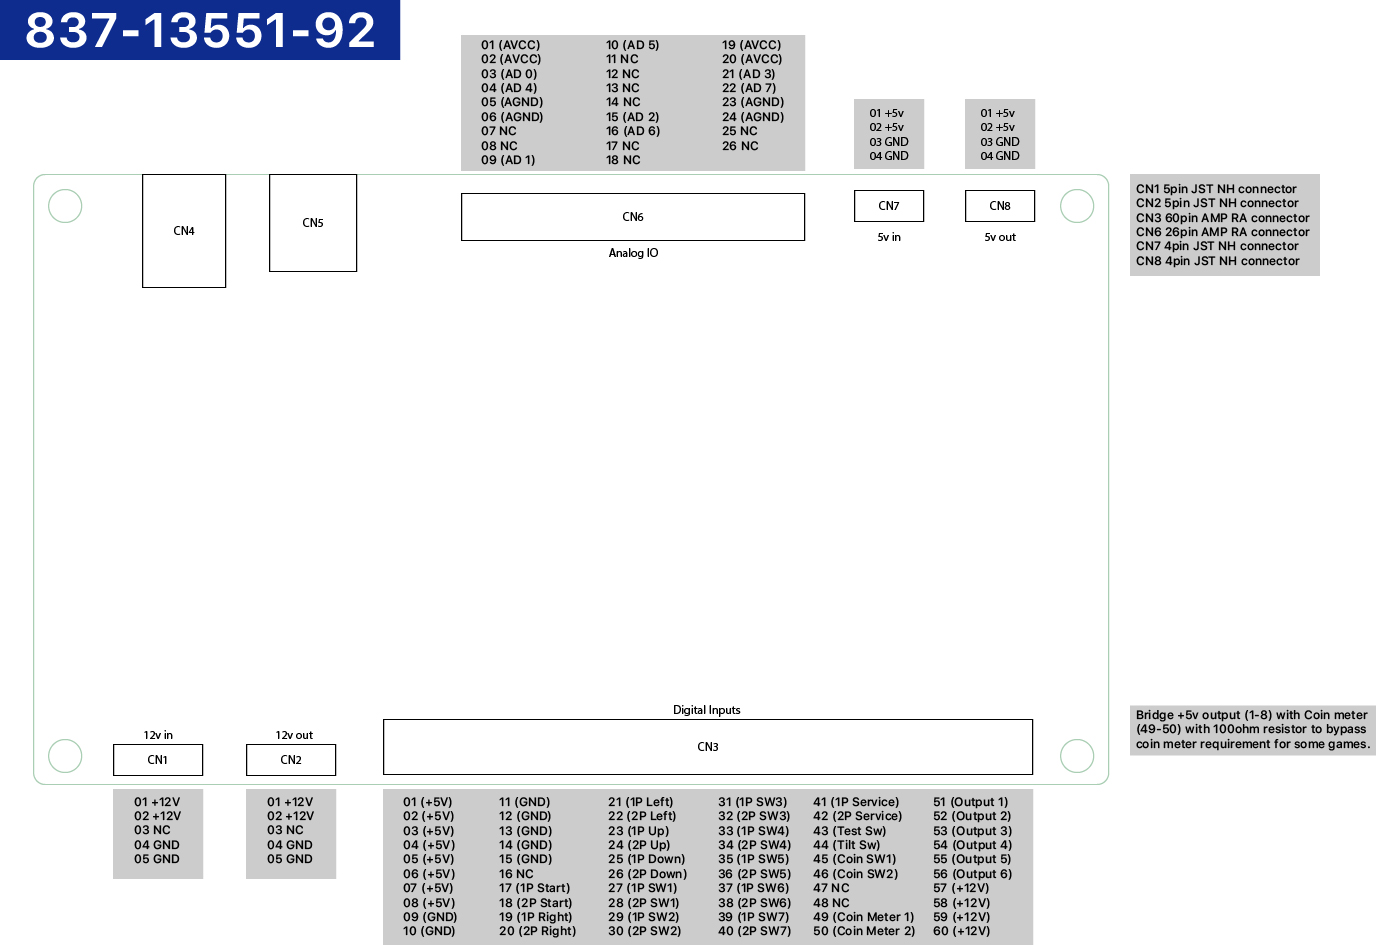 837-13551-92
01 (AVCC)
02 (AVCC)
03 (AD 0)
04 (AD 4)
05 (AGND)
06 (AGND)
07 NC
08 NC
09 (AD 1)
10 (AD 5)
11 NC
12 NC
13 NC
14 NC
15 (AD 2)
16 (AD 6)
17 NC
18 NC
19 (AVCC)
20 (AVCC)
21 (AD 3)
22 (AD 7)
23 (AGND)
24 (AGND)
25 NC
26 NC
01 +5v
02 +5v
03 GND
04 GND
01 +5v
02 +5v
03 GND
04 GND
CN4
CN5
CN6
Analog IO
CN7
5v in
CN8
5v out
CN1 5pin JST NH connector
CN2 5pin JST NH connector
CN3 60pin AMP RA connector
CN6 26pin AMP RA connector
CN7 4pin JST NH connector
CN8 4pin JST NH connector
Bridge +5v output (1-8) with Coin meter
(49-50) with 100ohm resistor to bypass
coin meter requirement for some games.
12v in
CN1
12v out
CN2
Digital Inputs
CN3
01 +12V
02 +12V
03 NC
04 GND
05 GND
01 +12V
02 +12V
03 NC
04 GND
05 GND
01 (+5V)
02 (+5V)
03 (+5V)
04 (+5V)
05 (+5V)
06 (+5V)
07 (+5V)
08 (+5V)
09 (GND)
10 (GND)
11 (GND)
12 (GND)
13 (GND)
14 (GND)
15 (GND)
16 NC
17 (1P Start)
18 (2P Start)
19 (1P Right)
20 (2P Right)
21 (1P Left)
22 (2P Left)
23 (1P Up)
24 (2P Up)
25 (1P Down)
26 (2P Down)
27 (1P SW1)
28 (2P SW1)
29 (1P SW2)
30 (2P SW2)
31 (1P SW3)
32 (2P SW3)
33 (1P SW4)
34 (2P SW4)
35 (1P SW5)
36 (2P SW5)
37 (1P SW6)
38 (2P SW6)
39 (1P SW7)
40 (2P SW7)
41 (1P Service)
42 (2P Service)
43 (Test Sw)
44 (Tilt Sw)
45 (Coin SW1)
46 (Coin SW2)
47 NC
48 NC
49 (Coin Meter 1)
50 (Coin Meter 2)
51 (Output 1)
52 (Output 2)
53 (Output 3)
54 (Output 4)
55 (Output 5)
56 (Output 6)
57 (+12V)
58 (+12V)
59 (+12V)
60 (+12V)